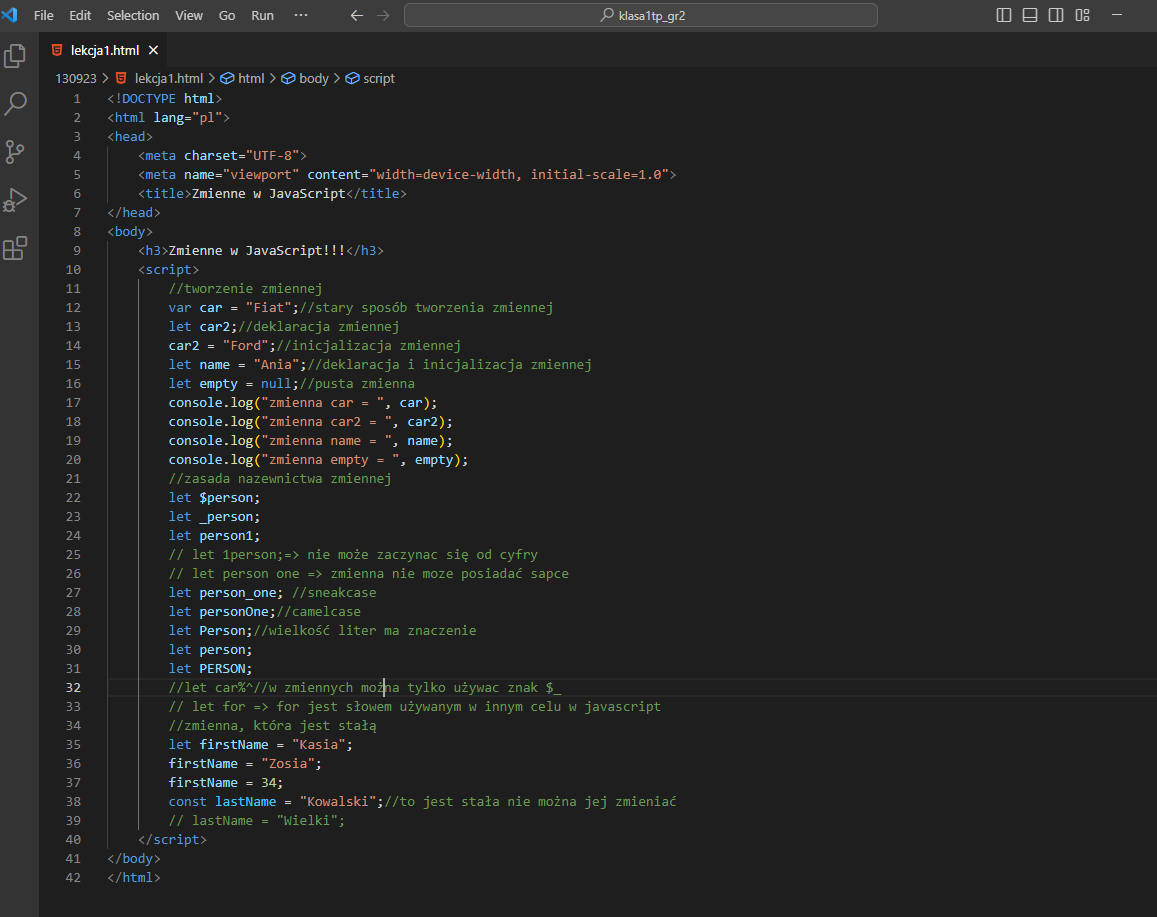 File Edit Selection View Go Run ··· klasa1tp_gr2
lekcja1.html
130923 > lekcja1.html > html > body > script
1 <!DOCTYPE html>
2 <html lang="pl">
3 <head>
4 <meta charset="UTF-8">
5 <meta name="viewport" content="width=device-width, initial-scale=1.0">
6 <title>Zmienne w JavaScript</title>
7 </head>
8 <body>
9 <h3>Zmienne w JavaScript!!!</h3>
10 <script>
11 //tworzenie zmiennej
12 var car = "Fiat";//stary sposób tworzenia zmiennej
13 let car2;//deklaracja zmiennej
14 car2 = "Ford";//inicjalizacja zmiennej
15 let name = "Ania";//deklaracja i inicjalizacja zmiennej
16 let empty = null;//pusta zmienna
17 console.log("zmienna car = ", car);
18 console.log("zmienna car2 = ", car2);
19 console.log("zmienna name = ", name);
20 console.log("zmienna empty = ", empty);
21 //zasada nazewnictwa zmiennej
22 let $person;
23 let _person;
24 let person1;
25 // let 1person;=> nie może zaczynac się od cyfry
26 // let person one => zmienna nie moze posiadać sapce
27 let person_one; //sneakcase
28 let personOne;//camelcase
29 let Person;//wielkość liter ma znaczenie
30 let person;
31 let PERSON;
32 //let car%^//w zmiennych można tylko używac znak $_
33 // let for => for jest słowem używanym w innym celu w javascript
34 //zmienna, która jest stałą
35 let firstName = "Kasia";
36 firstName = "Zosia";
37 firstName = 34;
38 const lastName = "Kowalski";//to jest stała nie można jej zmieniać
39 // lastName = "Wielki";
40 </script>
41 </body>
42 </html>